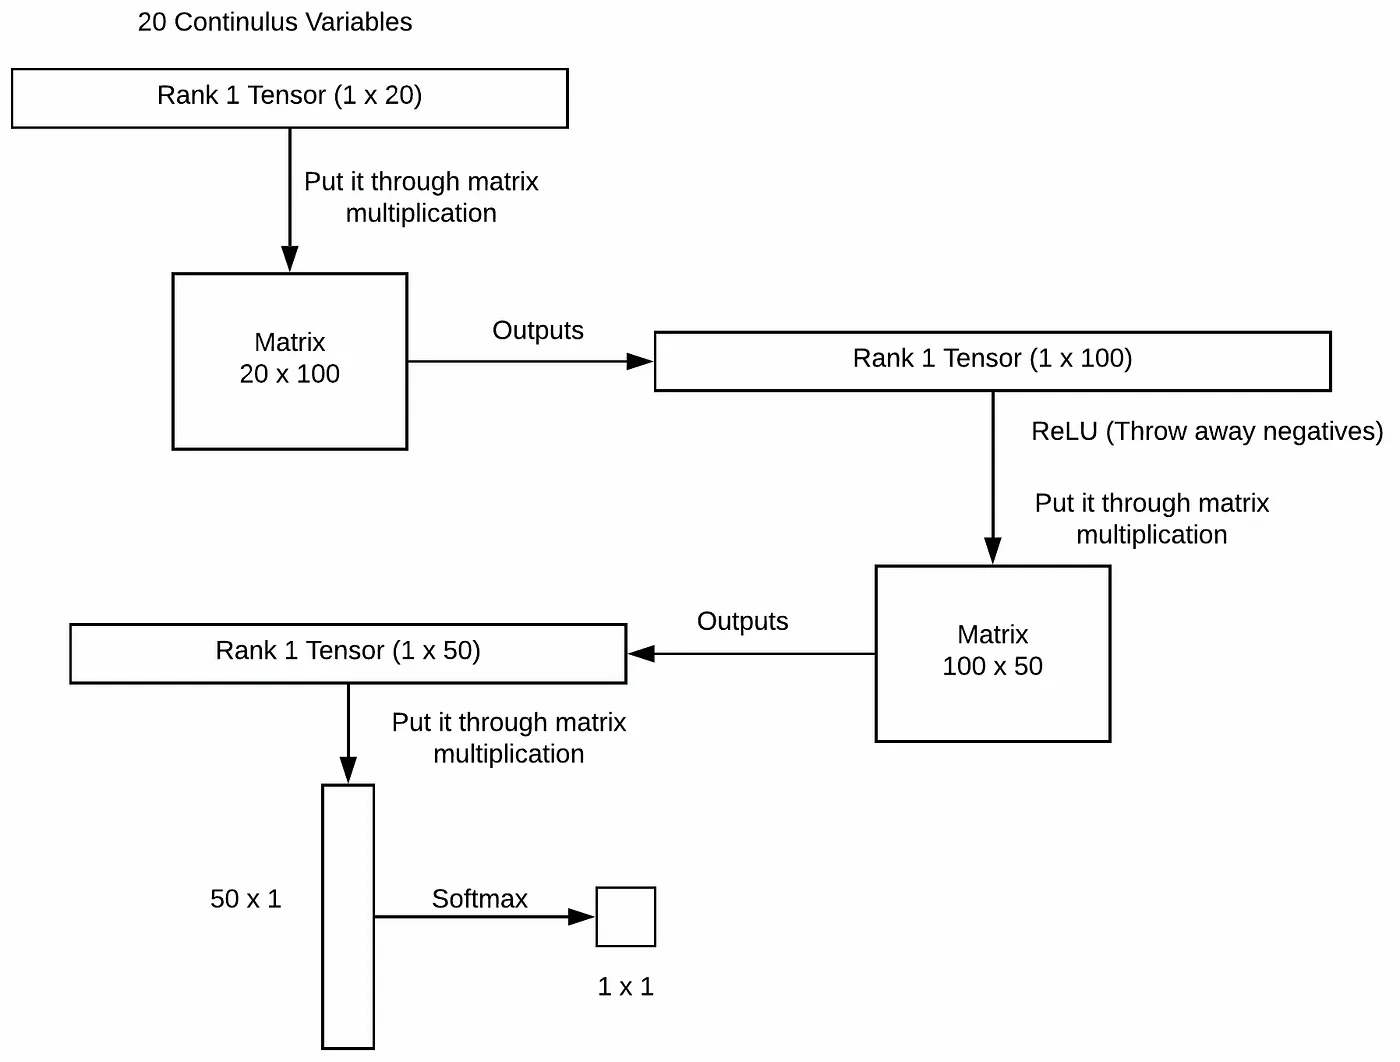 20 Continulus Variables
Rank 1 Tensor (1 x 20)
Put it through matrix
multiplication
Matrix
20 x 100
Outputs
Rank 1 Tensor (1 x 100)
ReLU (Throw away negatives)
Put it through matrix
multiplication
Matrix
100 x 50
Outputs
Rank 1 Tensor (1 x 50)
Put it through matrix
multiplication
50 x 1
Softmax
1 x 1